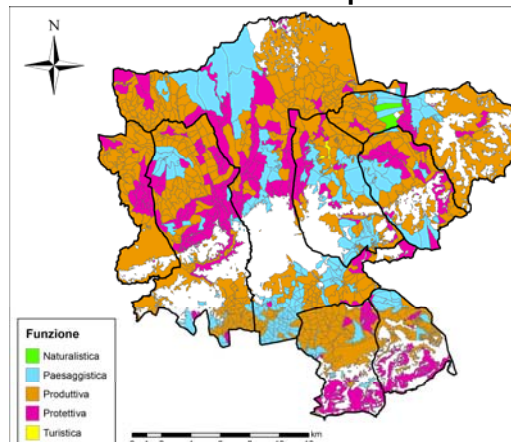 N
Funzione
Naturalistica
Paesaggistica
Produttiva
Protettiva
Turistica
km